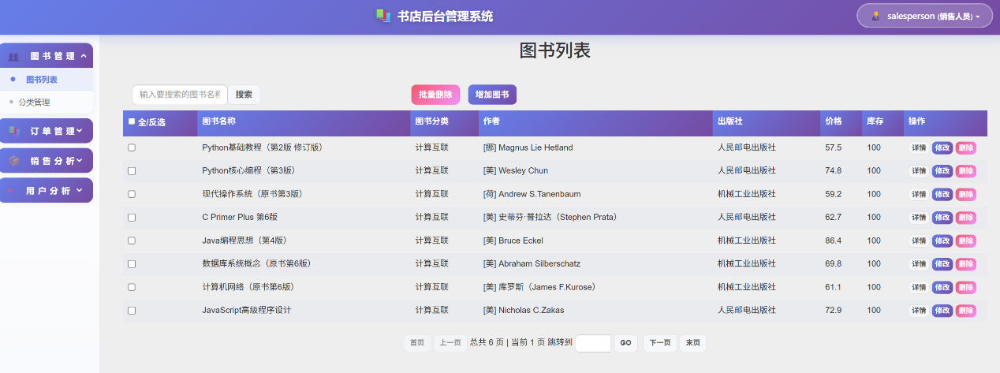 书店后台管理系统
salesperson (销售人员)
图书管理
图书列表
分类管理
订单管理
销售分析
用户分析
图书列表
输入要搜索的图书名称 搜索 批量删除 增加图书
全/反选 图书名称 图书分类 作者 出版社 价格 库存 操作
Python基础教程（第2版 修订版） 计算互联 [挪] Magnus Lie Hetland 人民邮电出版社 57.5 100 详情 修改 删除
Python核心编程（第3版） 计算互联 [美] Wesley Chun 人民邮电出版社 74.8 100 详情 修改 删除
现代操作系统（原书第3版） 计算互联 [荷] Andrew S.Tanenbaum 机械工业出版社 59.2 100 详情 修改 删除
C Primer Plus 第6版 计算互联 [美] 史蒂芬·普拉达（Stephen Prata） 人民邮电出版社 62.7 100 详情 修改 删除
Java编程思想（第4版） 计算互联 [美] Bruce Eckel 机械工业出版社 86.4 100 详情 修改 删除
数据库系统概念（原书第6版） 计算互联 [美] Abraham Silberschatz 机械工业出版社 69.8 100 详情 修改 删除
计算机网络（原书第6版） 计算互联 [美] 库罗斯（James F.Kurose） 机械工业出版社 61.1 100 详情 修改 删除
JavaScript高级程序设计 计算互联 [美] Nicholas C.Zakas 人民邮电出版社 72.9 100 详情 修改 删除
首页 上一页 总共 6 页 | 当前 1 页 跳转到 GO 下一页 末页